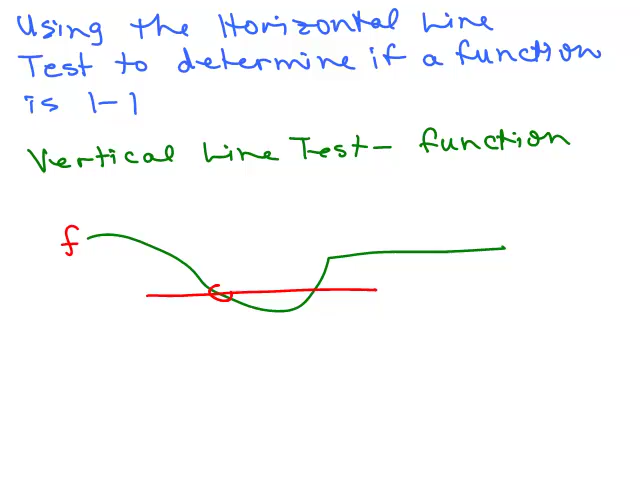 Using the Horizontal Line
Test to determine if a function
is 1-1
Vertical Line Test- function
f